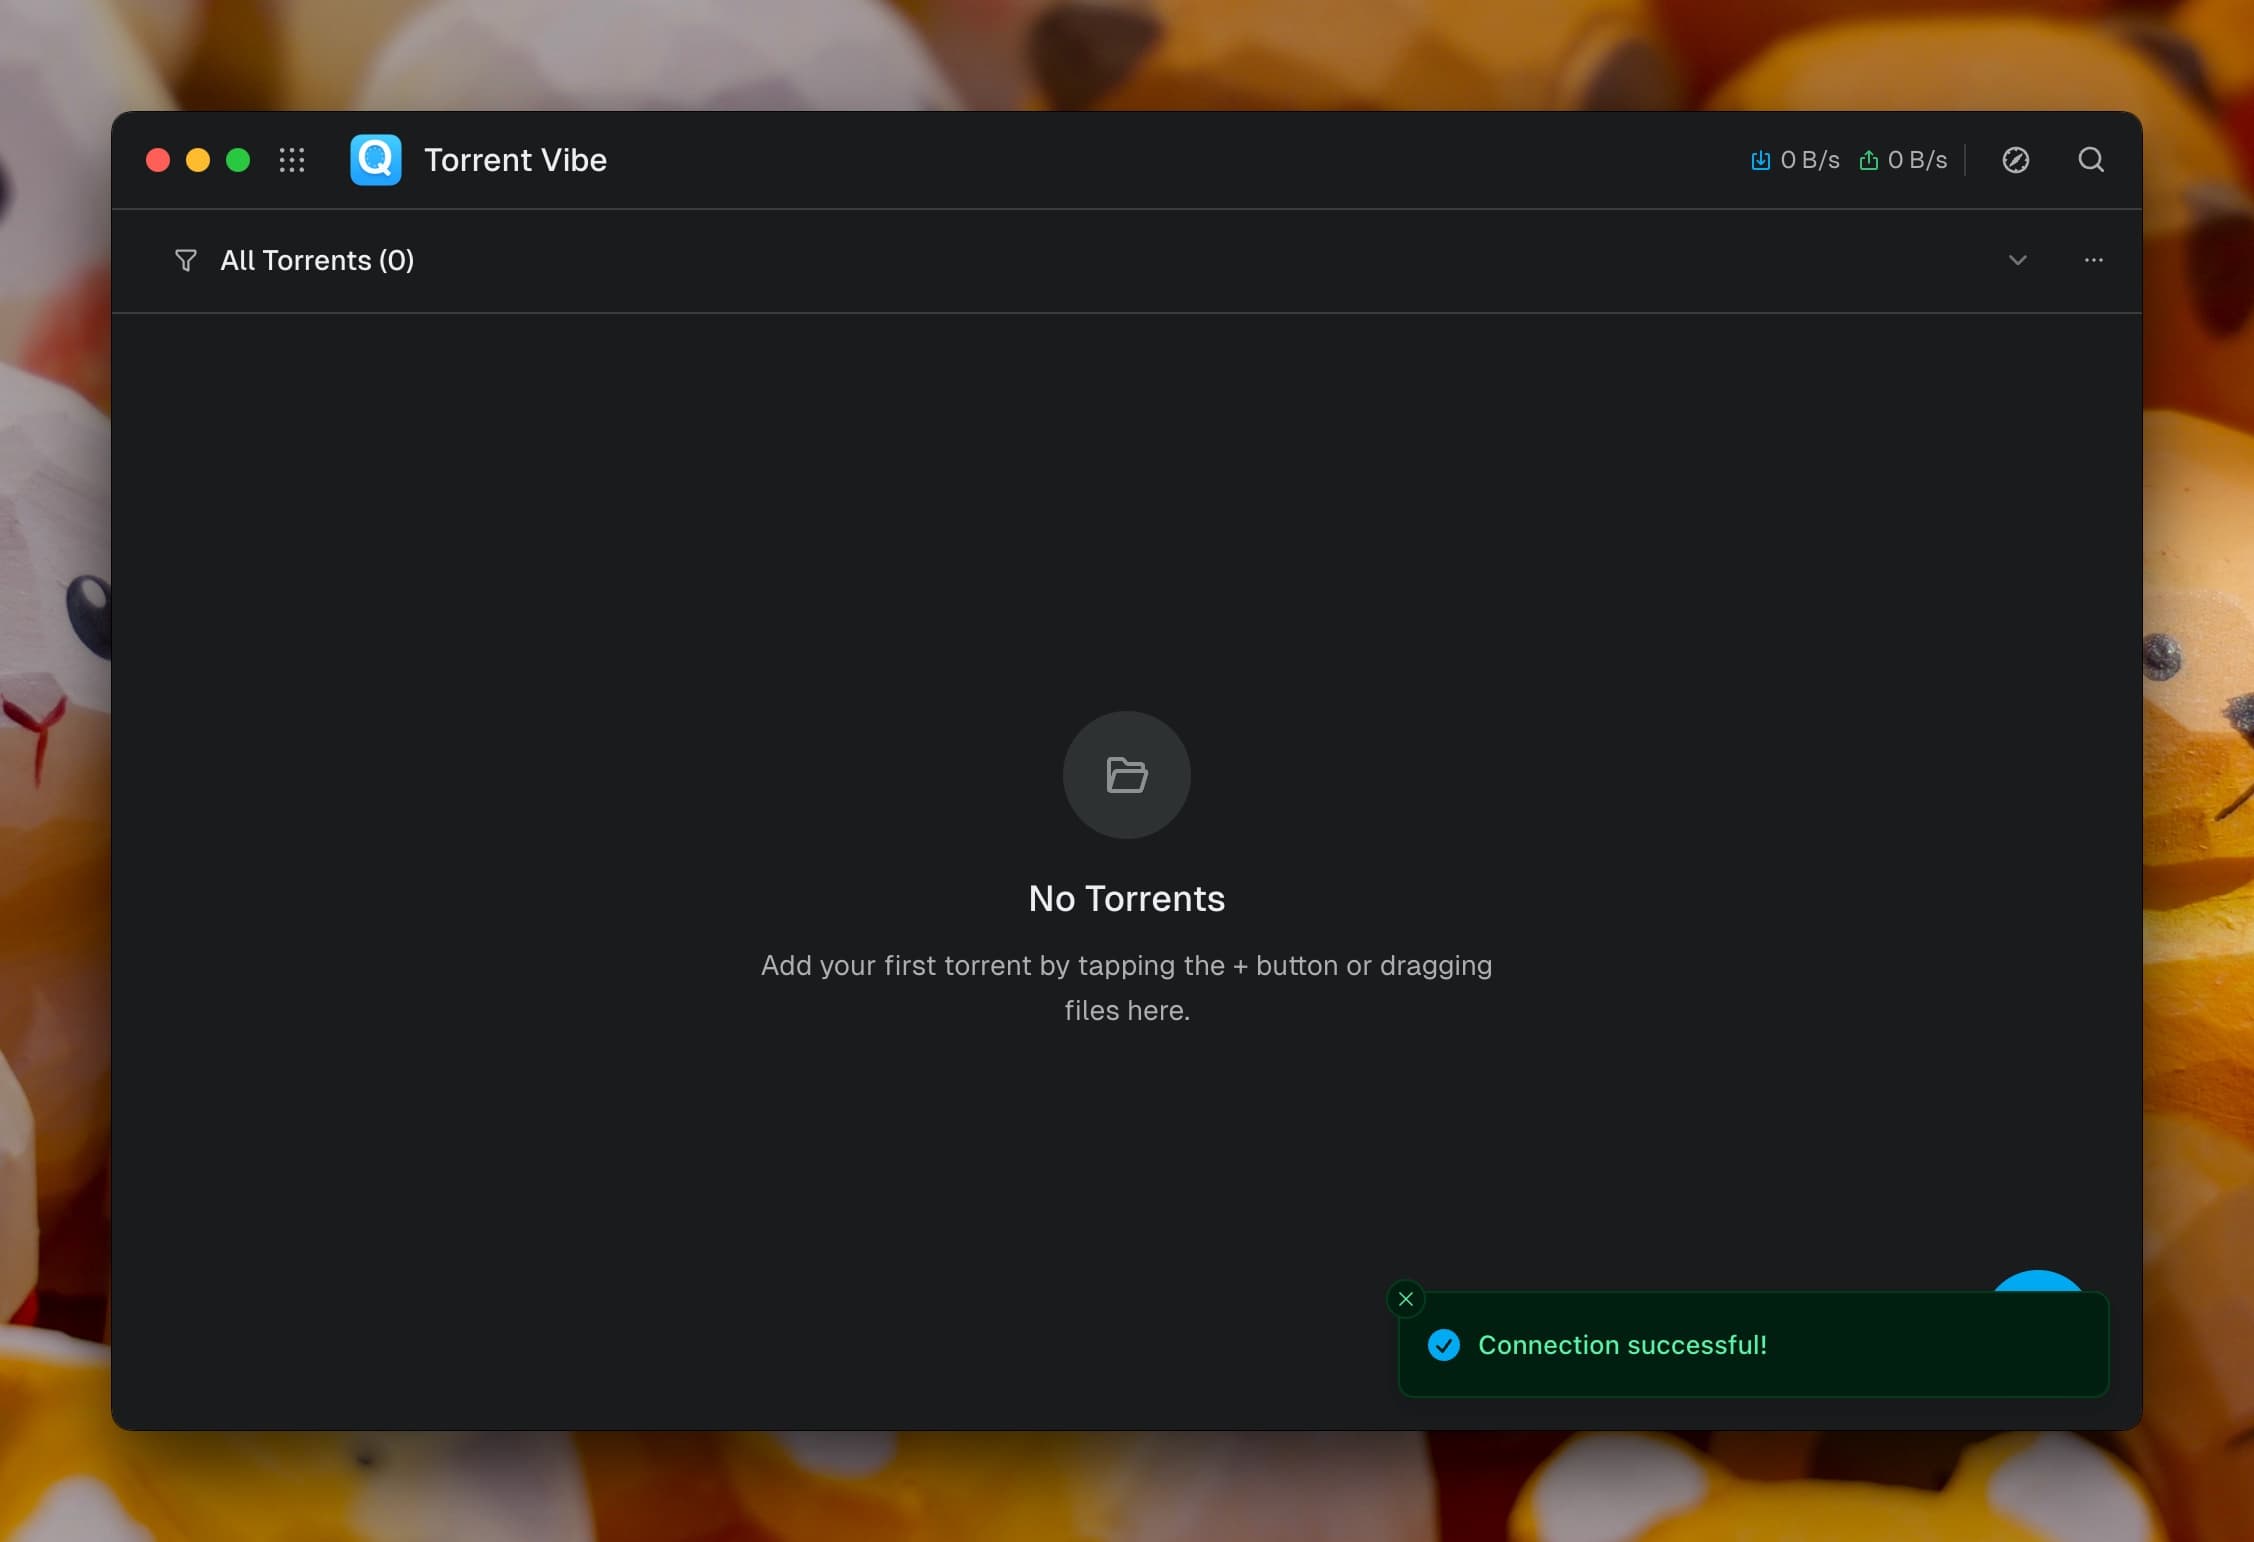 Torrent Vibe
0 B/s 0 B/s
All Torrents (0)
No Torrents
Add your first torrent by tapping the + button or dragging
files here.
Connection successful!